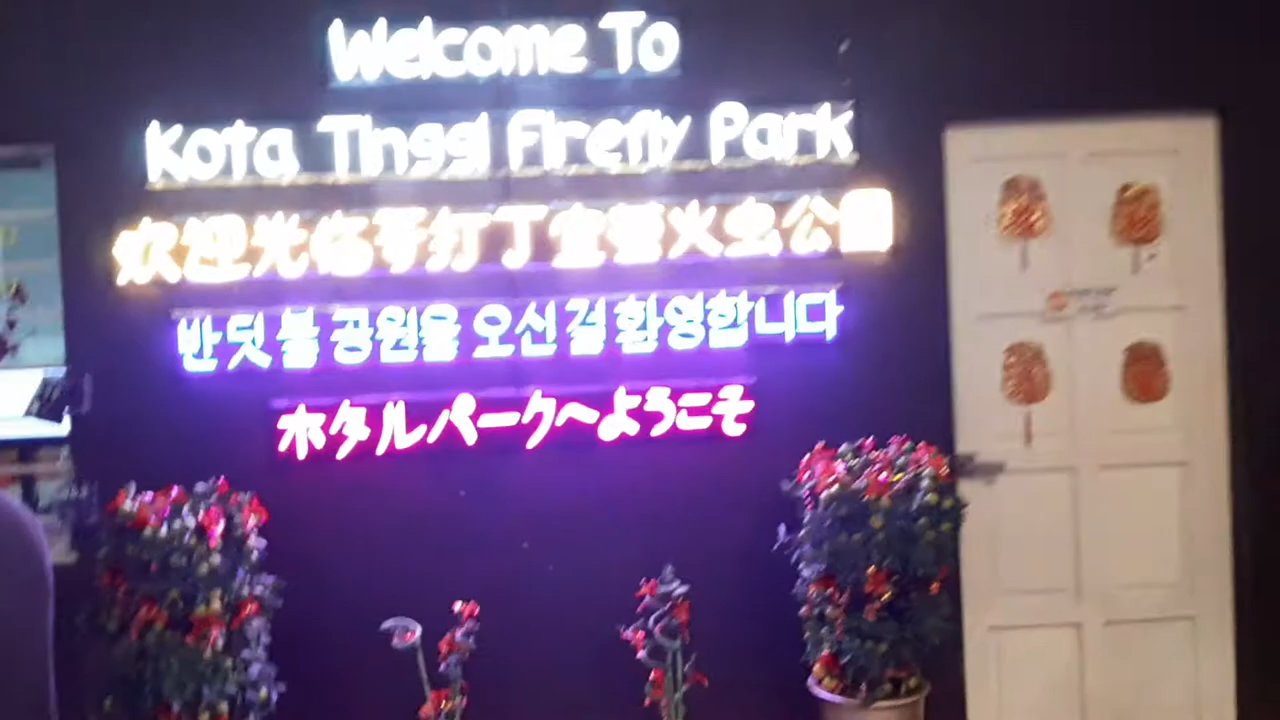 Welcome To
Kota Tinggi Firefly Park
欢迎光临哥打丁宜萤火虫公园
반딧불 공원을 오신걸 환영합니다
ホタルパークへようこそ